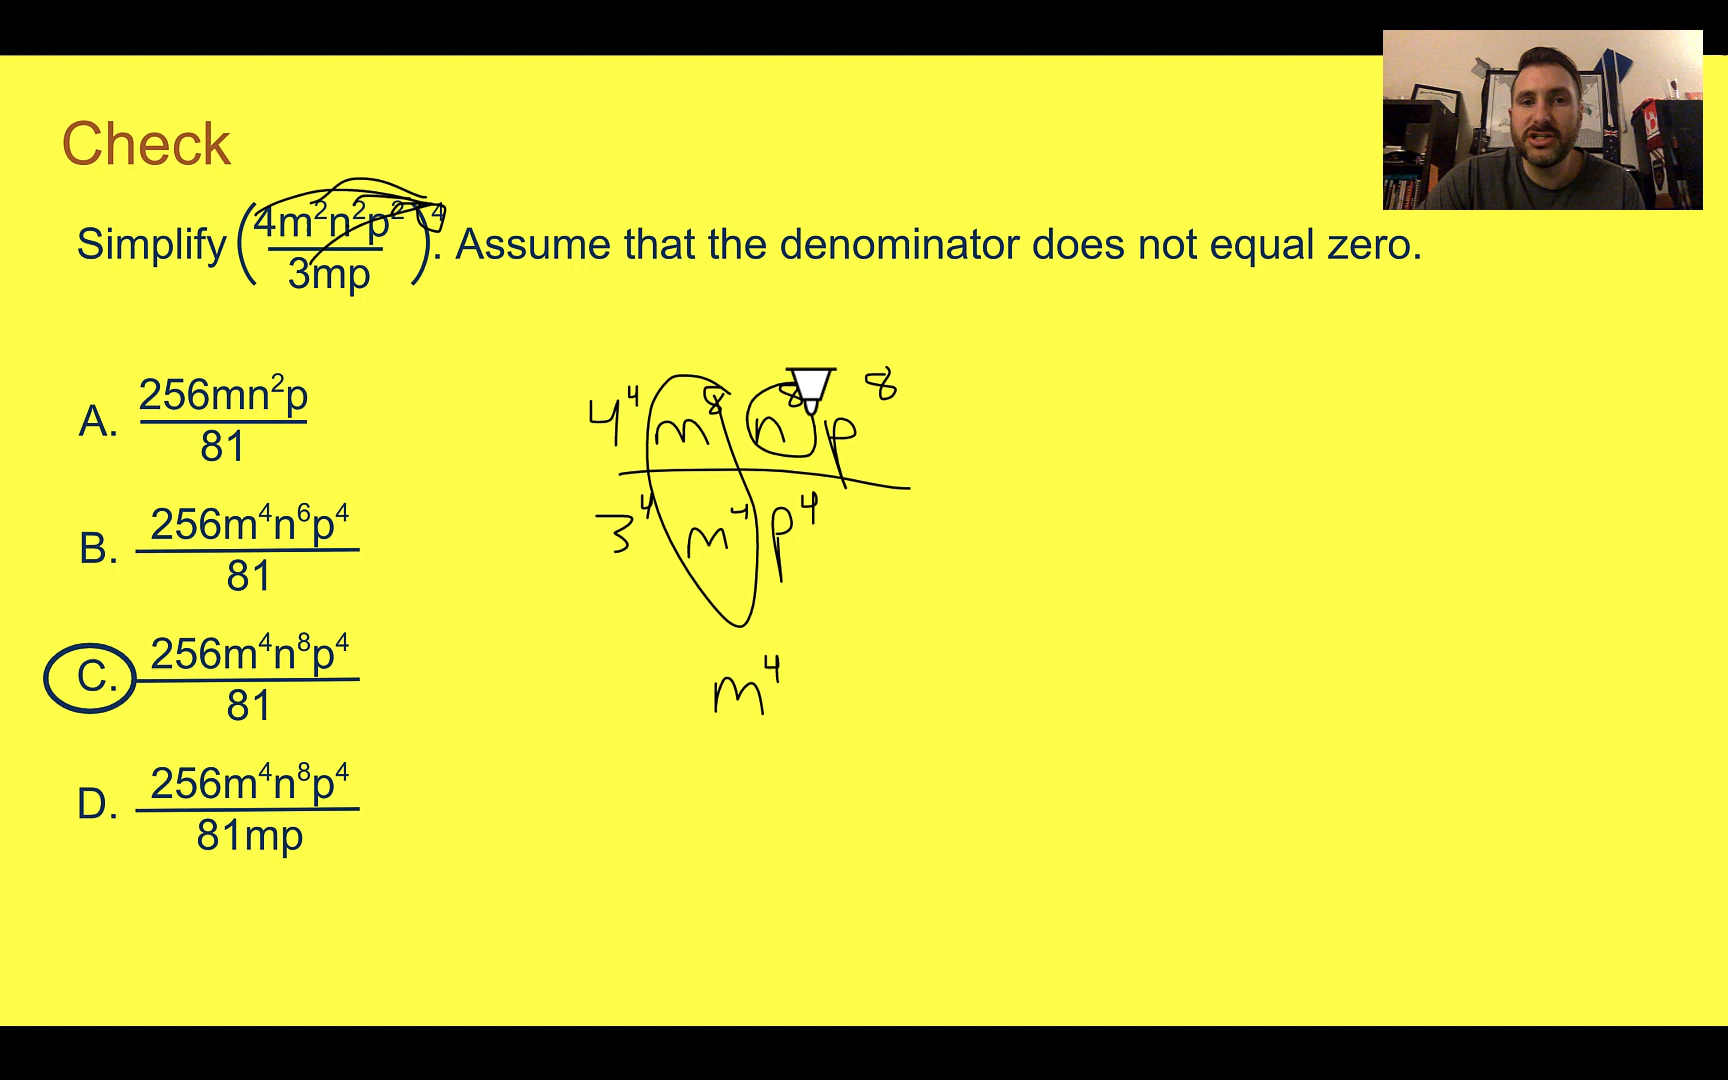 Check
Simplify (4m²n²p²/3mp)⁴. Assume that the denominator does not equal zero.
A. 256mn²p
81
B. 256m⁴n⁶p⁴
81
C. 256m⁴n⁸p⁴
81
D. 256m⁴n⁸p⁴
81mp
4⁴ m⁸ n⁸ p⁸
3⁴ m⁴ p⁴
m⁴